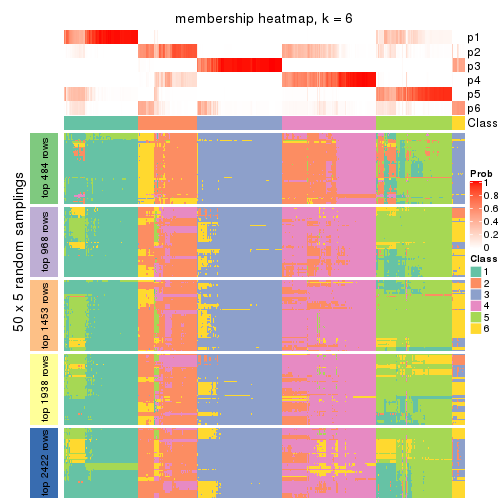 membership heatmap, k = 6
p1
p2
p3
p4
p5
p6
Class
50 x 5 random samplings
top 484 rows
top 968 rows
top 1453 rows
top 1938 rows
top 2422 rows
Prob
1
0.8
0.6
0.4
0.2
0
Class
1
2
3
4
5
6